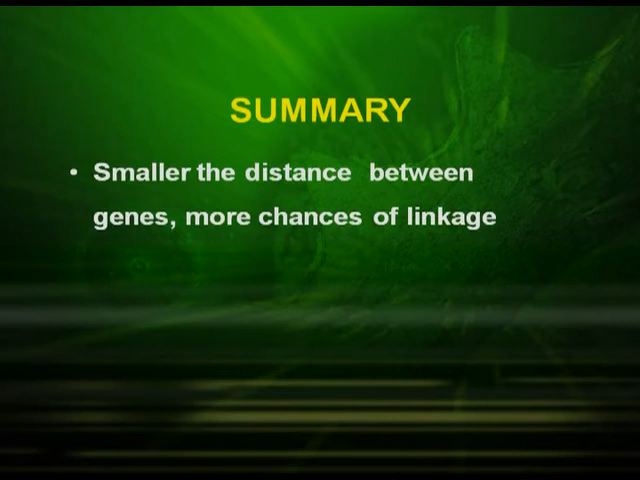 SUMMARY
• Smaller the distance between
genes, more chances of linkage